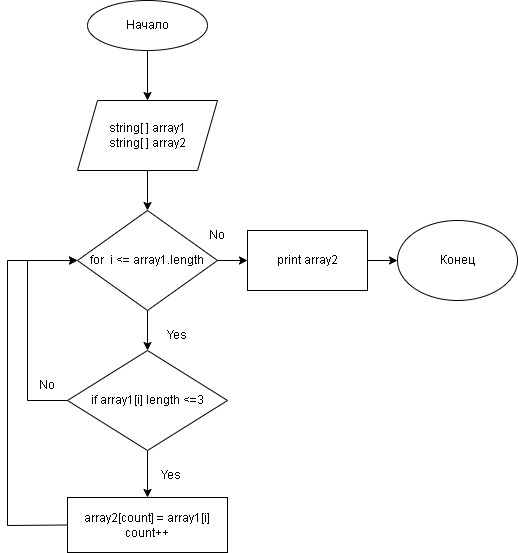 Начало
string[ ] array1
string[ ] array2
for  i <= array1.length
No
print array2
Конец
Yes
if array1[i] length <=3
No
Yes
array2[count] = array1[i]
count++